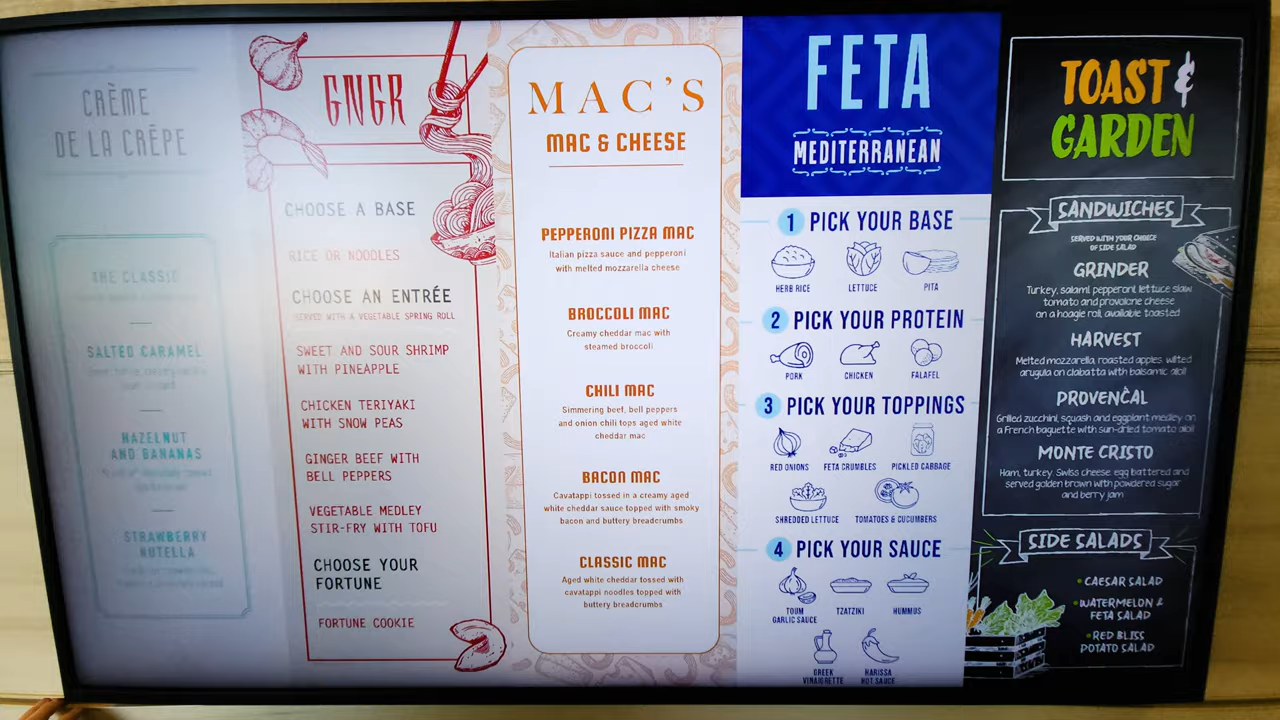 CRÈME
DE LA CRÊPE
THE CLASSIC
SALTED CARAMEL
HAZELNUT
AND BANANAS
STRAWBERRY
NUTELLA
GNGR
CHOOSE A BASE
RICE OR NOODLES
CHOOSE AN ENTRÉE
SERVED WITH A VEGETABLE SPRING ROLL
SWEET AND SOUR SHRIMP
WITH PINEAPPLE
CHICKEN TERIYAKI
WITH SNOW PEAS
GINGER BEEF WITH
BELL PEPPERS
VEGETABLE MEDLEY
STIR-FRY WITH TOFU
CHOOSE YOUR
FORTUNE
FORTUNE COOKIE
MAC'S
MAC & CHEESE
PEPPERONI PIZZA MAC
Italian pizza sauce and pepperoni
with melted mozzarella cheese
BROCCOLI MAC
Creamy cheddar mac with
steamed broccoli
CHILI MAC
Simmering beef, bell peppers
and onion chili tops aged white
cheddar mac
BACON MAC
Cavatappi tossed in a creamy aged
white cheddar sauce topped with smoky
bacon and buttery breadcrumbs
CLASSIC MAC
Aged white cheddar tossed with
cavatappi noodles topped with
buttery breadcrumbs
FETA
MEDITERRANEAN
1 PICK YOUR BASE
HERB RICE LETTUCE PITA
2 PICK YOUR PROTEIN
PORK CHICKEN FALAFEL
3 PICK YOUR TOPPINGS
RED ONIONS FETA CRUMBLES PICKLED CABBAGE
SHREDDED LETTUCE TOMATOES & CUCUMBERS
4 PICK YOUR SAUCE
TOUM
GARLIC SAUCE TZATZIKI HUMMUS
GREEK
VINAIGRETTE
HARISSA
HOT SAUCE
TOAST &
GARDEN
SANDWICHES
SERVED WITH YOUR CHOICE
OF SIDE SALAD
GRINDER
Turkey, salami, pepperoni, lettuce slaw,
tomato and provalone cheese
on a hoagie roll, available toasted
HARVEST
Melted mozzarella, roasted apples, wilted
arugula on ciabatta with balsamic aioli
PROVENÇAL
Grilled zucchini, squash and eggplant medley on
a French baguette with sun-dried tomato aioli
MONTE CRISTO
Ham, turkey, Swiss cheese, egg battered and
served golden brown with powdered sugar
and berry jam
SIDE SALADS
• CAESAR SALAD
• WATERMELON &
FETA SALAD
• RED BLISS
POTATO SALAD